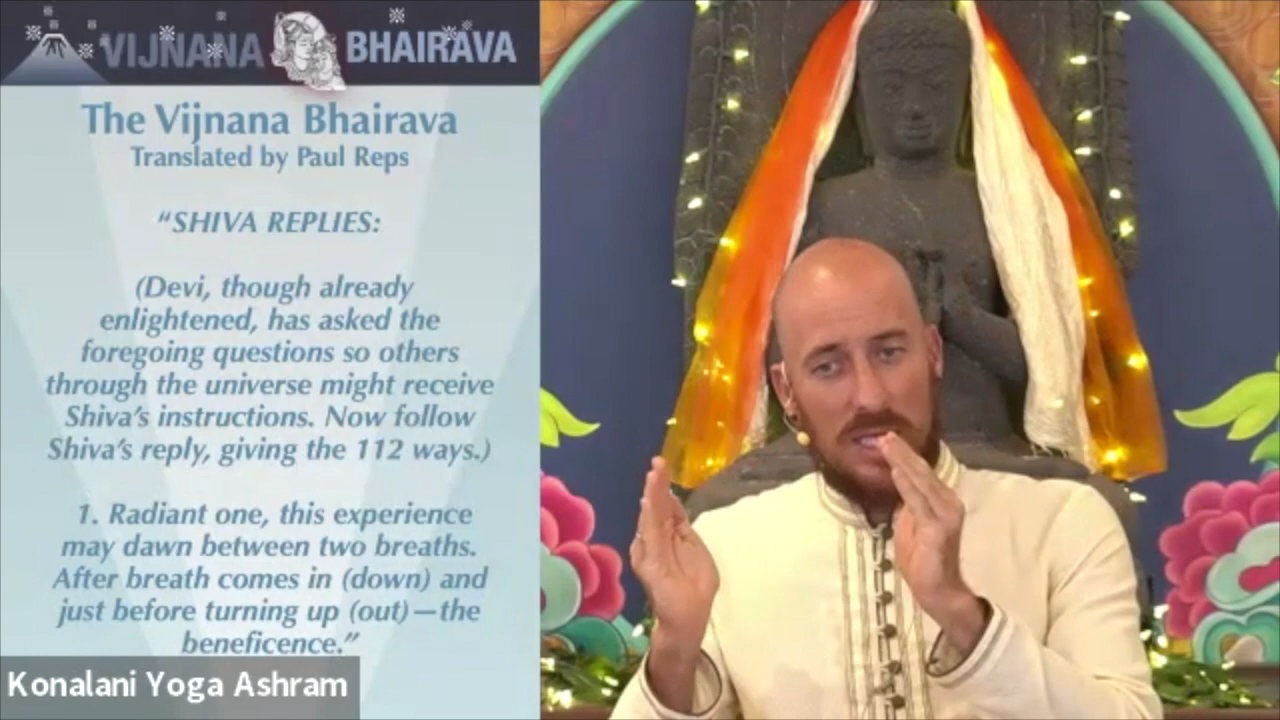 VIJNANA BHAIRAVA
The Vijnana Bhairava
Translated by Paul Reps
“SHIVA REPLIES:
(Devi, though already
enlightened, has asked the
foregoing questions so others
through the universe might receive
Shiva’s instructions. Now follow
Shiva’s reply, giving the 112 ways.)
1. Radiant one, this experience
may dawn between two breaths.
After breath comes in (down) and
just before turning up (out)—the
beneficence.”
Konalani Yoga Ashram